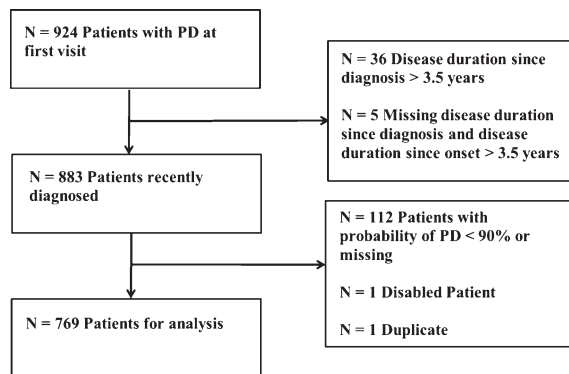 N = 924 Patients with PD at
first visit
N = 36 Disease duration since
diagnosis > 3.5 years
N = 5 Missing disease duration
since diagnosis and disease
duration since onset > 3.5 years
N = 883 Patients recently
diagnosed
N = 112 Patients with
probability of PD < 90% or
missing
N = 1 Disabled Patient
N = 1 Duplicate
N = 769 Patients for analysis